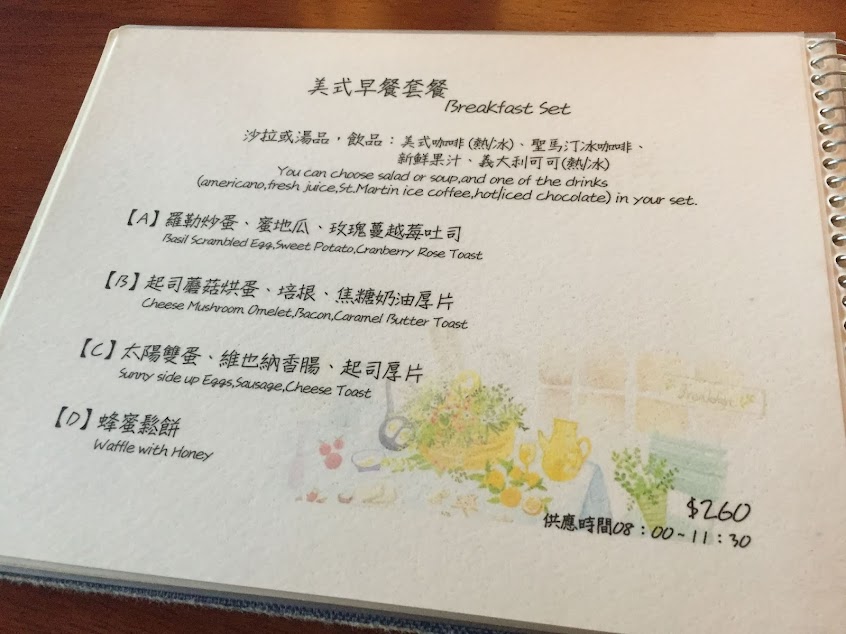 美式早餐套餐
Breakfast Set
沙拉或湯品，飲品：美式咖啡(熱/冰)、聖馬汀冰咖啡、
新鮮果汁、義大利可可(熱/冰)
You can choose salad or soup,and one of the drinks
(americano,fresh juice,St.Martin ice coffee,hot/iced chocolate) in your set.
【A】羅勒炒蛋、蜜地瓜、玫瑰蔓越莓吐司
Basil Scrambled Egg,Sweet Potato,Cranberry Rose Toast
【B】起司蘑菇烘蛋、培根、焦糖奶油厚片
Cheese Mushroom Omelet,Bacon,Caramel Butter Toast
【C】太陽雙蛋、維也納香腸、起司厚片
Sunny side up Eggs,Sausage,Cheese Toast
【D】蜂蜜鬆餅
Waffle with Honey
$260
供應時間08：00~11：30